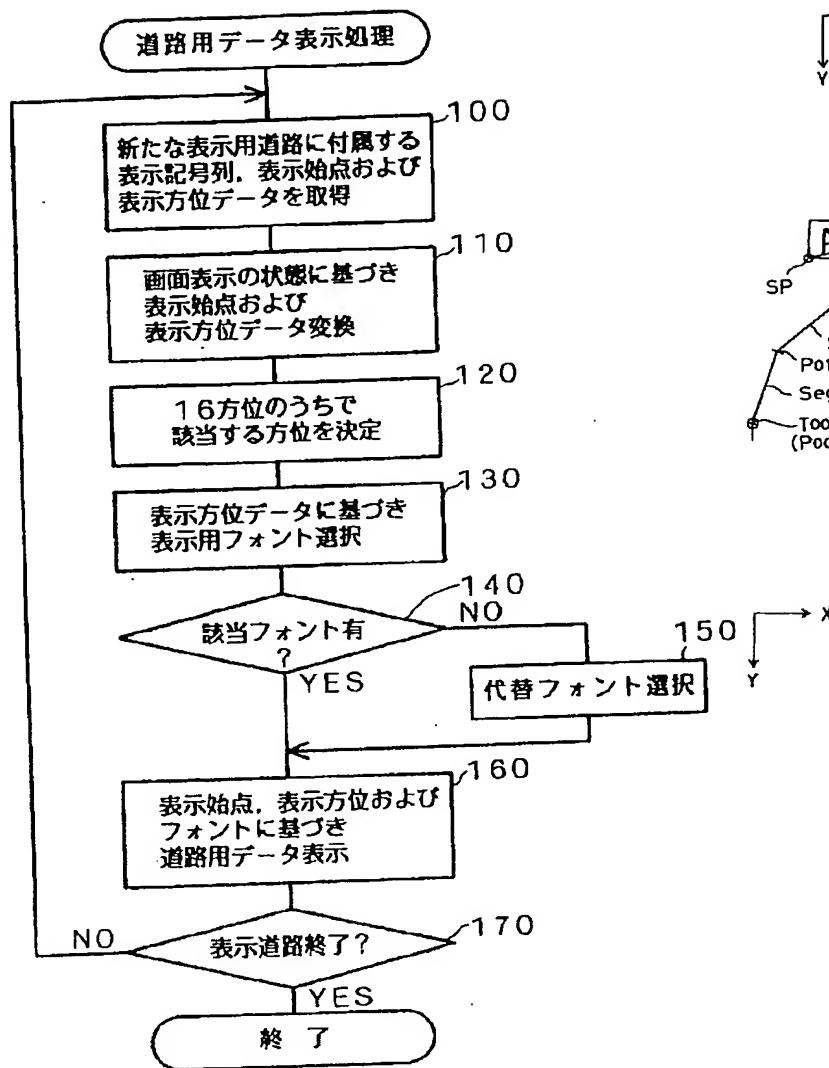 道路用データ表示処理
100
新たな表示用道路に付属する
表示記号列，表示始点および
表示方位データを取得
110
画面表示の状態に基づき
表示始点および
表示方位データ変換
120
16方位のうちで
該当する方位を決定
130
表示方位データに基づき
表示用フォント選択
140
該当フォント有
?
NO
YES
150
代替フォント選択
160
表示始点，表示方位および
フォントに基づき
道路用データ表示
170
表示道路終了?
NO
YES
終了
Y
SP
X
Y